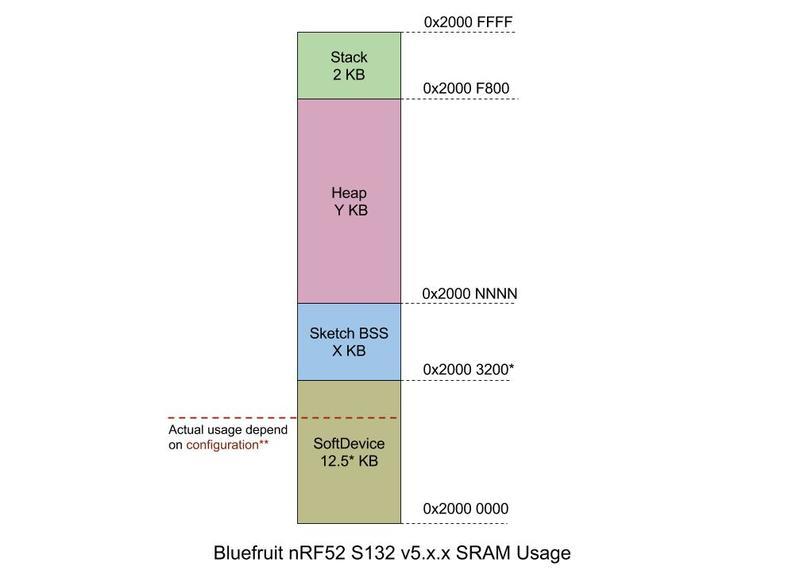 0x2000 FFFF
Stack
2 KB
0x2000 F800
Heap
Y KB
0x2000 NNNN
Sketch BSS
X KB
0x2000 3200*
Actual usage depend
on configuration**
SoftDevice
12.5* KB
0x2000 0000
Bluefruit nRF52 S132 v5.x.x SRAM Usage